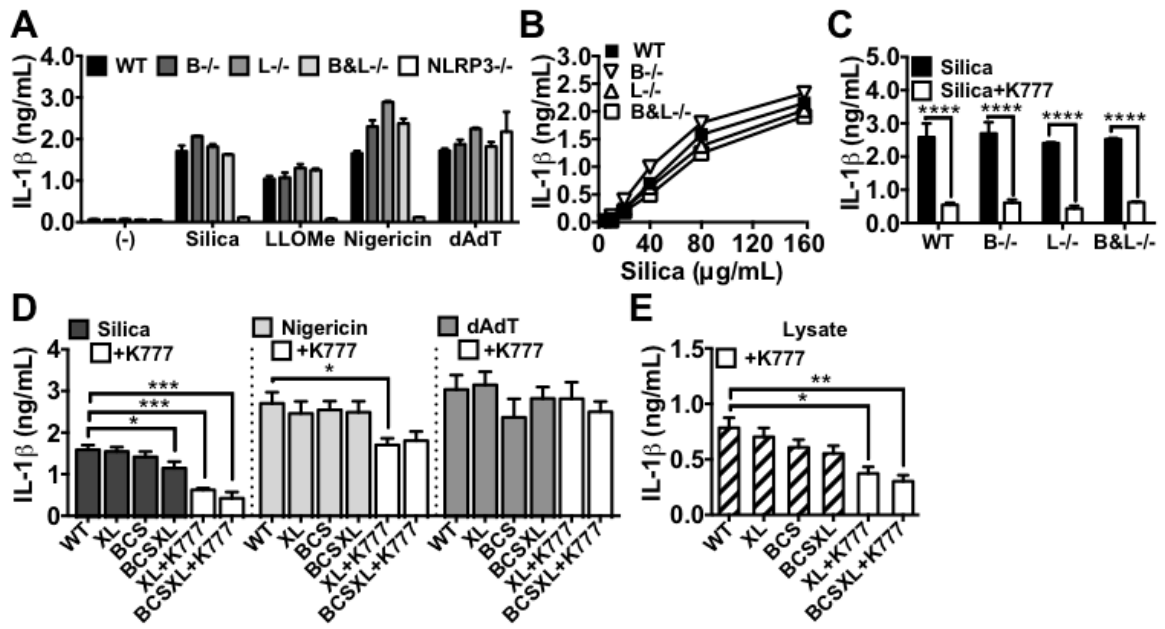 A
IL-1β (ng/mL)
4.0
3.0
2.0
1.0
0.0
WT B-/- L-/- B&L-/- NLRP3-/-
(-) Silica LLOMe Nigericin dAdT
B
IL-1β (ng/mL)
3.0
2.5
2.0
1.5
1.0
0.5
0.0
WT
B-/-
L-/-
B&L-/-
0 40 80 120 160
Silica (µg/mL)
C
IL-1β (ng/mL)
5.0
4.0
3.0
2.0
1.0
0.0
Silica
Silica+K777
**** **** **** ****
WT B-/- L-/- B&L-/-
D
IL-1β (ng/mL)
4
3
2
1
0
Silica
+K777
***
***
*
WT XL BCS BCSXL XL+K777 BCSXL+K777
Nigericin
+K777
*
WT XL BCS BCSXL XL+K777 BCSXL+K777
dAdT
+K777
WT XL BCS BCSXL XL+K777 BCSXL+K777
E
Lysate
IL-1β (ng/mL)
1.5
1.0
0.5
0.0
+K777
**
*
WT XL BCS BCSXL XL+K777 BCSXL+K777